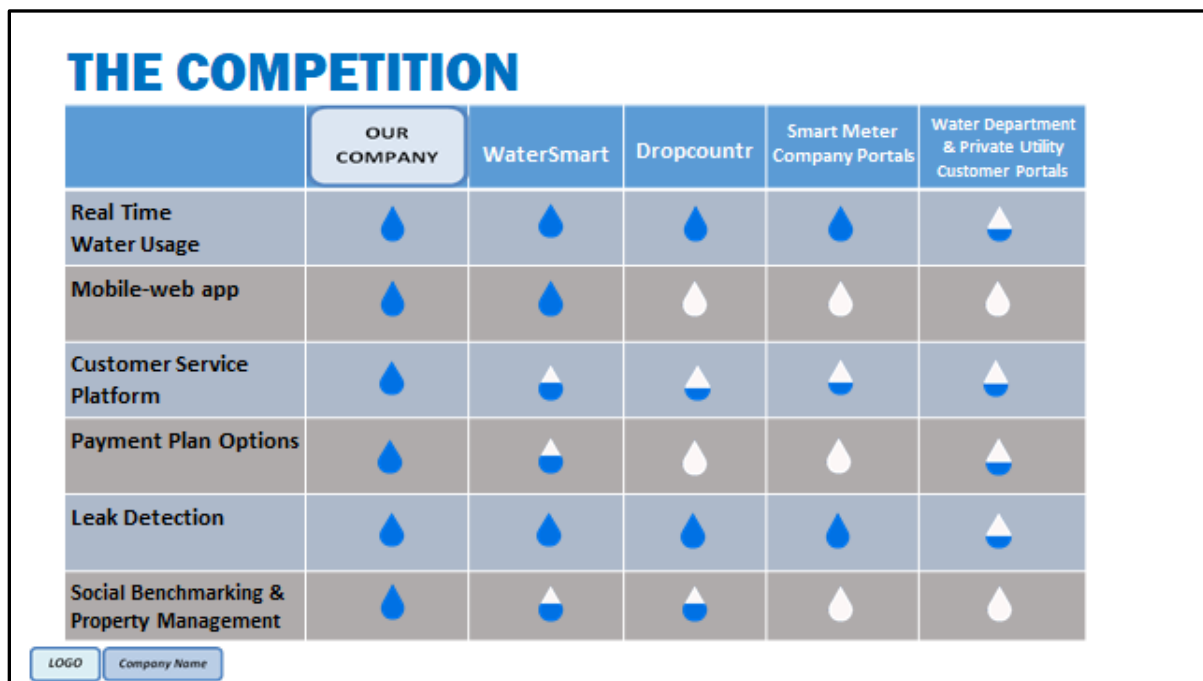 THE COMPETITION
OUR
COMPANY
WaterSmart
Dropcountr
Smart Meter
Company Portals
Water Department
& Private Utility
Customer Portals
Real Time
Water Usage
Mobile-web app
Customer Service
Platform
Payment Plan Options
Leak Detection
Social Benchmarking &
Property Management
LOGO
Company Name